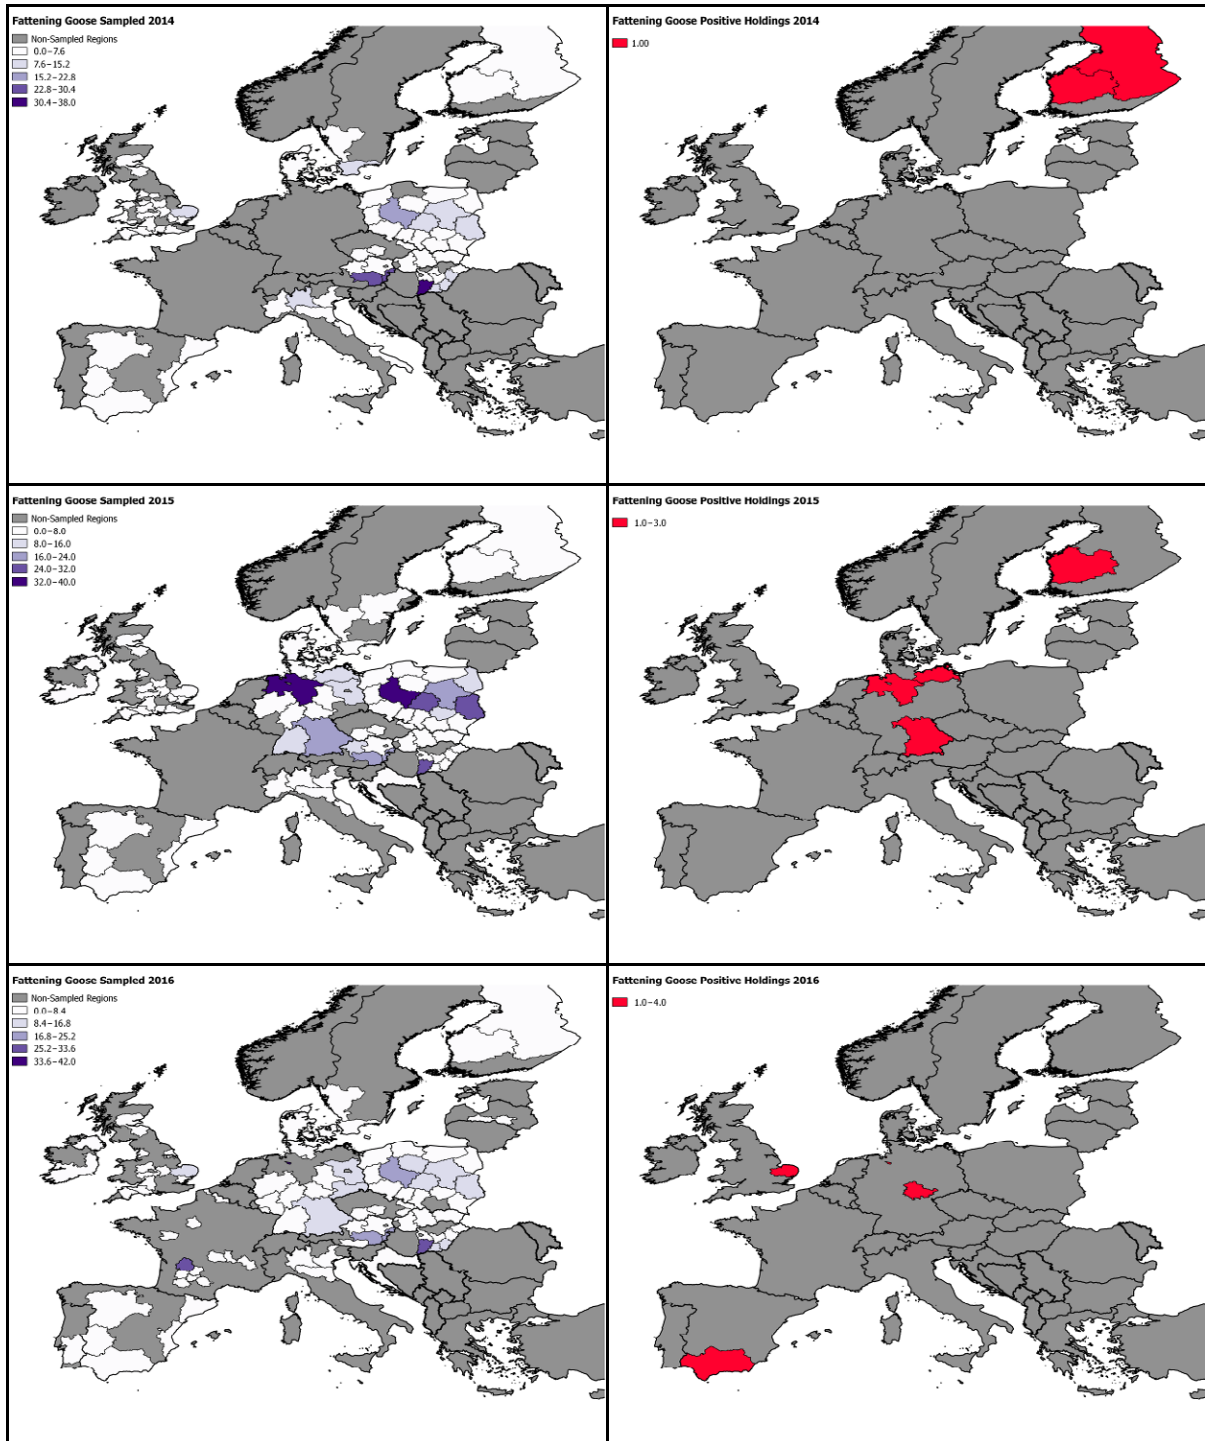 Fattening Goose Sampled 2014
Non-Sampled Regions
0.0–7.6
7.6–15.2
15.2–22.8
22.8–30.4
30.4–38.0
Fattening Goose Positive Holdings 2014
1.00
Fattening Goose Sampled 2015
Non-Sampled Regions
0.0–8.0
8.0–16.0
16.0–24.0
24.0–32.0
32.0–40.0
Fattening Goose Positive Holdings 2015
1.0-3.0
Fattening Goose Sampled 2016
Non-Sampled Regions
0.0–8.4
8.4–16.8
16.8–25.2
25.2–33.6
33.6–42.0
Fattening Goose Positive Holdings 2016
1.0–4.0